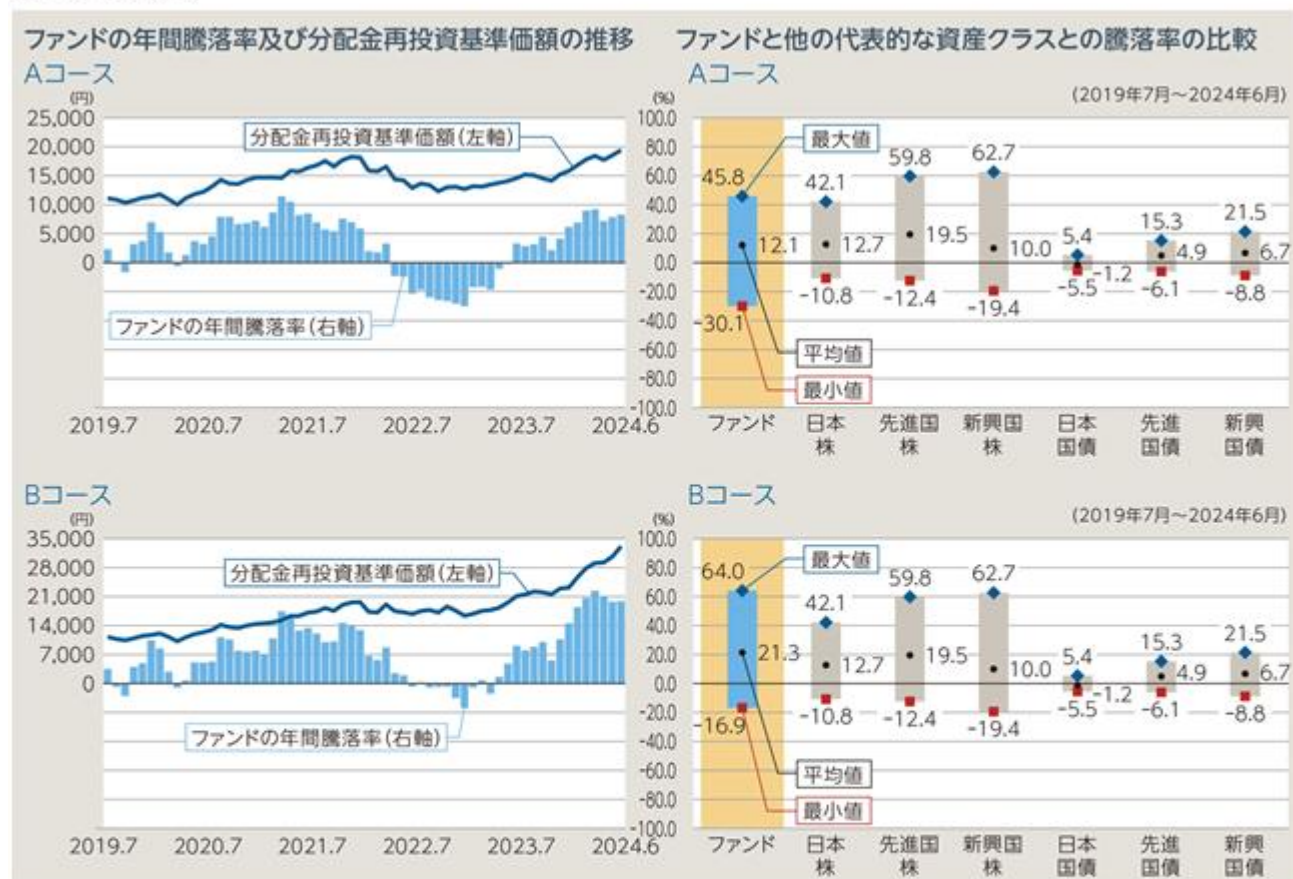 ファンドの年間騰落率及び分配金再投資基準価額の推移
Aコース
(円)
25,000
20,000
15,000
10,000
5,000
0
分配金再投資基準価額(左軸)
ファンドの年間騰落率(右軸)
(%)
100.0
80.0
60.0
40.0
20.0
0.0
-20.0
-40.0
-60.0
-80.0
-100.0
2019.7 2020.7 2021.7 2022.7 2023.7 2024.6
ファンドと他の代表的な資産クラスとの騰落率の比較
Aコース
(2019年7月〜2024年6月)
最大値
45.8 42.1 59.8 62.7 5.4 15.3 21.5
12.1 12.7 19.5 10.0 -1.2 4.9 6.7
-30.1 -10.8 -12.4 -19.4 -5.5 -6.1 -8.8
平均値
最小値
ファンド 日本株 先進国株 新興国株 日本国債 先進国債 新興国債
Bコース
(円)
35,000
28,000
21,000
14,000
7,000
0
分配金再投資基準価額(左軸)
ファンドの年間騰落率(右軸)
(%)
100.0
80.0
60.0
40.0
20.0
0.0
-20.0
-40.0
-60.0
-80.0
-100.0
2019.7 2020.7 2021.7 2022.7 2023.7 2024.6
Bコース
(2019年7月〜2024年6月)
最大値
64.0 42.1 59.8 62.7 5.4 15.3 21.5
21.3 12.7 19.5 10.0 -1.2 4.9 6.7
-16.9 -10.8 -12.4 -19.4 -5.5 -6.1 -8.8
平均値
最小値
ファンド 日本株 先進国株 新興国株 日本国債 先進国債 新興国債